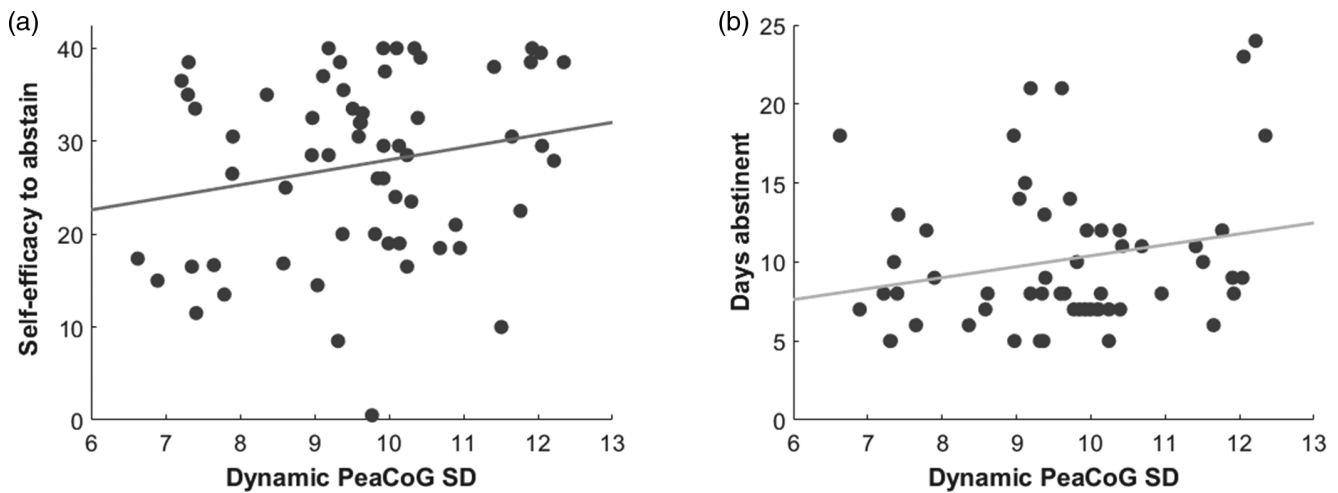 (a)
Self-efficacy to abstain
40
30
20
10
0
6 7 8 9 10 11 12 13
Dynamic PeaCoG SD
(b)
Days abstinent
25
20
15
10
5
0
6 7 8 9 10 11 12 13
Dynamic PeaCoG SD